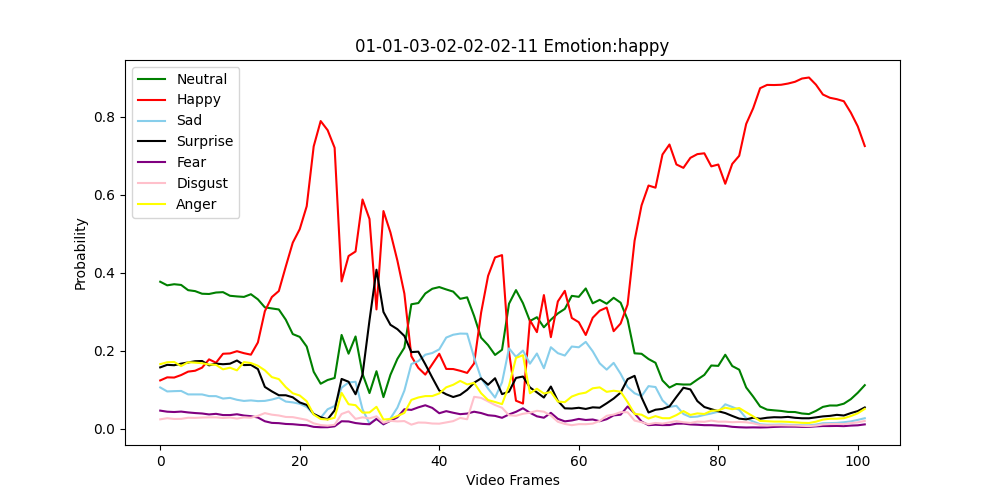 01-01-03-02-02-02-11 Emotion:happy
Neutral
Happy
Sad
Surprise
Fear
Disgust
Anger
Probability
0.8
0.6
0.4
0.2
0.0
0 20 40 60 80 100
Video Frames